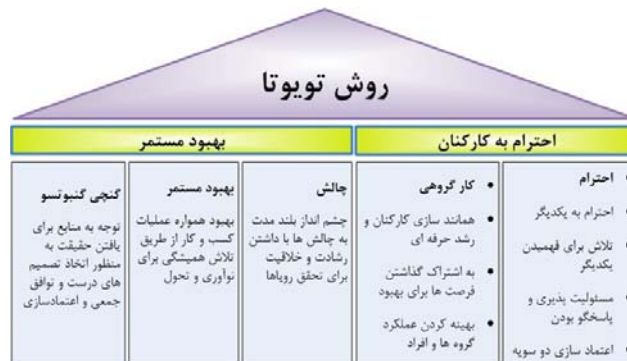 روش تویوتا
احترام به کارکنان
بهبود مستمر
احترام
احترام به یکدیگر
تلاش برای فهمیدن
یکدیگر
مسئولیت پذیری و
پاسخگو بودن
اعتماد سازی دو سویه
کار گروهی
همانند سازی کارکنان و
رشد حرفه ای
به اشتراک گذاشتن
فرصت ها برای بهبود
بهینه کردن عملکرد
گروه ها و افراد
چالش
چشم انداز بلند مدت
به چالش ها با داشتن
رشادت و خلاقیت
برای تحقق رویاها
بهبود مستمر
بهبود همواره عملیات
کسب و کار از طریق
تلاش همیشگی برای
نوآوری و تحول
گنچی گنبوتسو
توجه به منابع برای
یافتن حقیقت به
منظور اتخاذ تصمیم
های درست و توافق
جمعی و اعتمادسازی